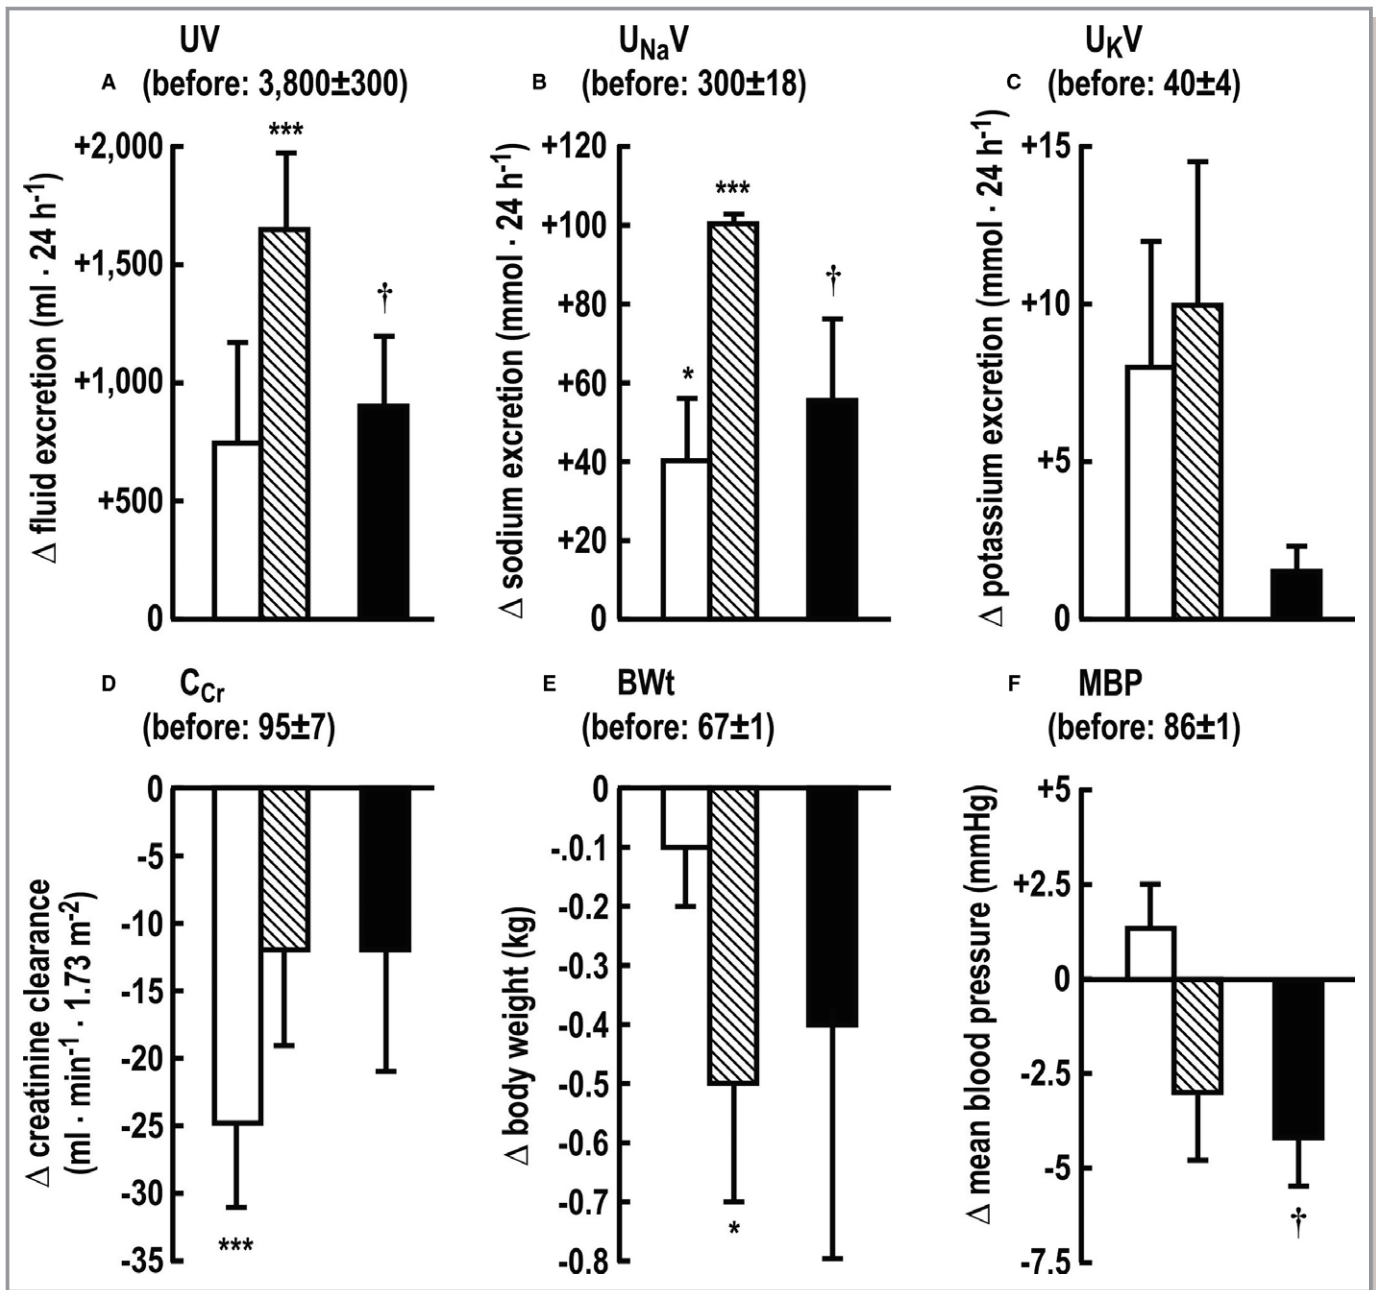 UV
A (before: 3,800±300)
Δ fluid excretion (ml · 24 h⁻¹)
+2,000
+1,500
+1,000
+500
0
***
†
U_NaV
B (before: 300±18)
Δ sodium excretion (mmol · 24 h⁻¹)
+120
+100
+80
+60
+40
+20
0
*
***
†
U_KV
C (before: 40±4)
Δ potassium excretion (mmol · 24 h⁻¹)
+15
+10
+5
0
D C_Cr
(before: 95±7)
Δ creatinine clearance
(ml · min⁻¹ · 1.73 m⁻²)
0
-5
-10
-15
-20
-25
-30
-35
***
E BWt
(before: 67±1)
Δ body weight (kg)
0
-.0.1
-0.2
-0.3
-0.4
-0.5
-0.6
-0.7
-0.8
*
F MBP
(before: 86±1)
Δ mean blood pressure (mmHg)
+5
+2.5
0
-2.5
-5
-7.5
†